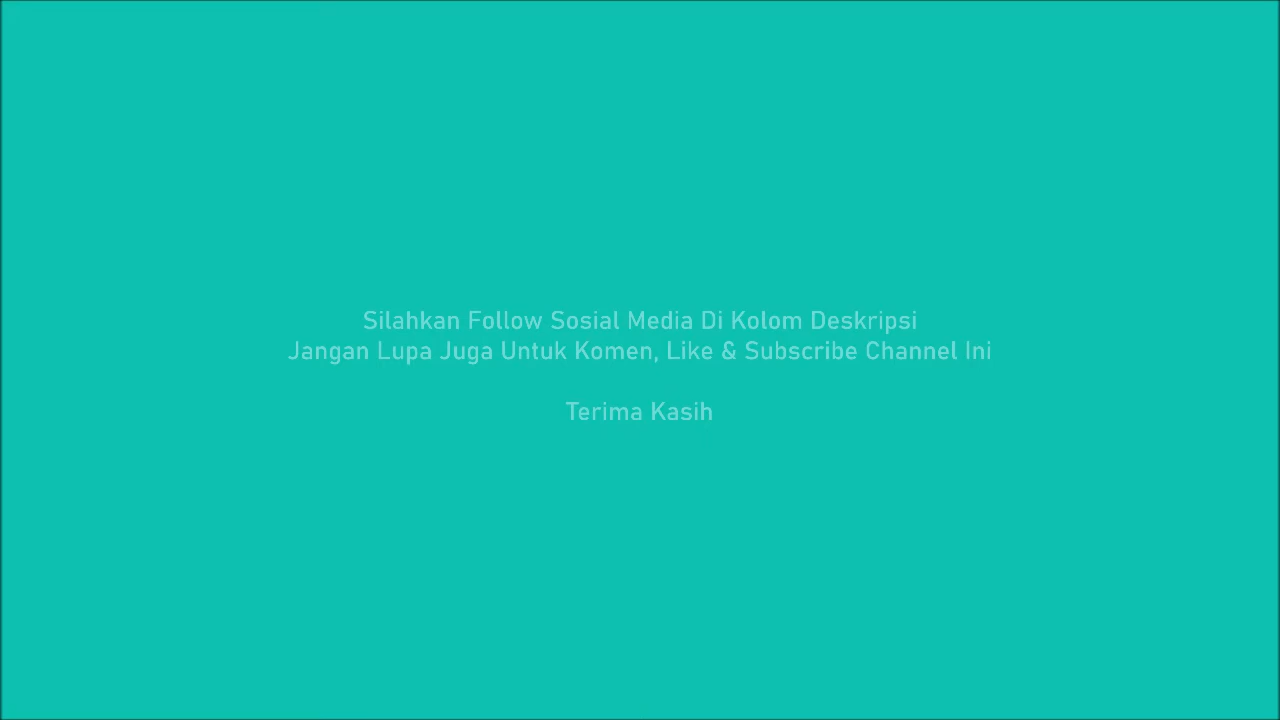 Silahkan Follow Sosial Media Di Kolom Deskripsi
Jangan Lupa Juga Untuk Komen, Like & Subscribe Channel Ini
Terima Kasih